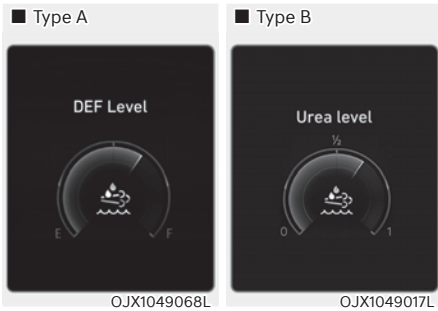 ■ Type A
DEF Level
E
F
OJX1049068L
■ Type B
Urea level
½
0
1
OJX1049017L